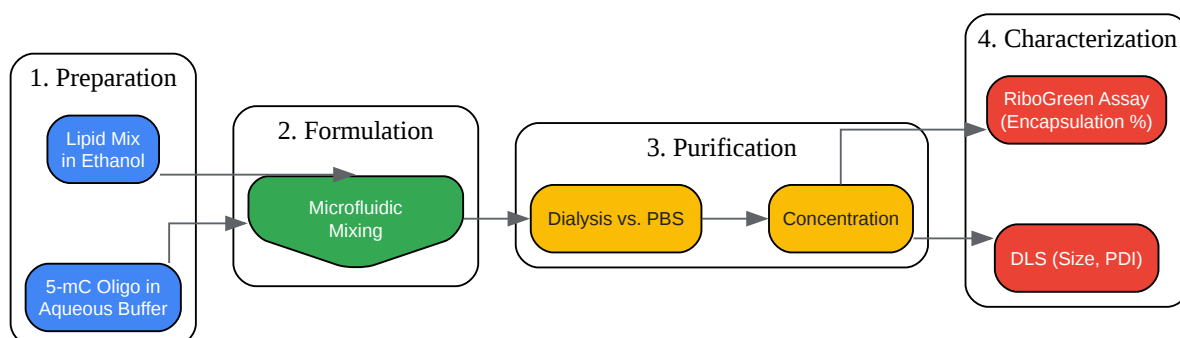 1. Preparation
Lipid Mix
in Ethanol
5-mC Oligo in
Aqueous Buffer
2. Formulation
Microfluidic
Mixing
3. Purification
Dialysis vs. PBS
Concentration
4. Characterization
RiboGreen Assay
(Encapsulation %)
DLS (Size, PDI)